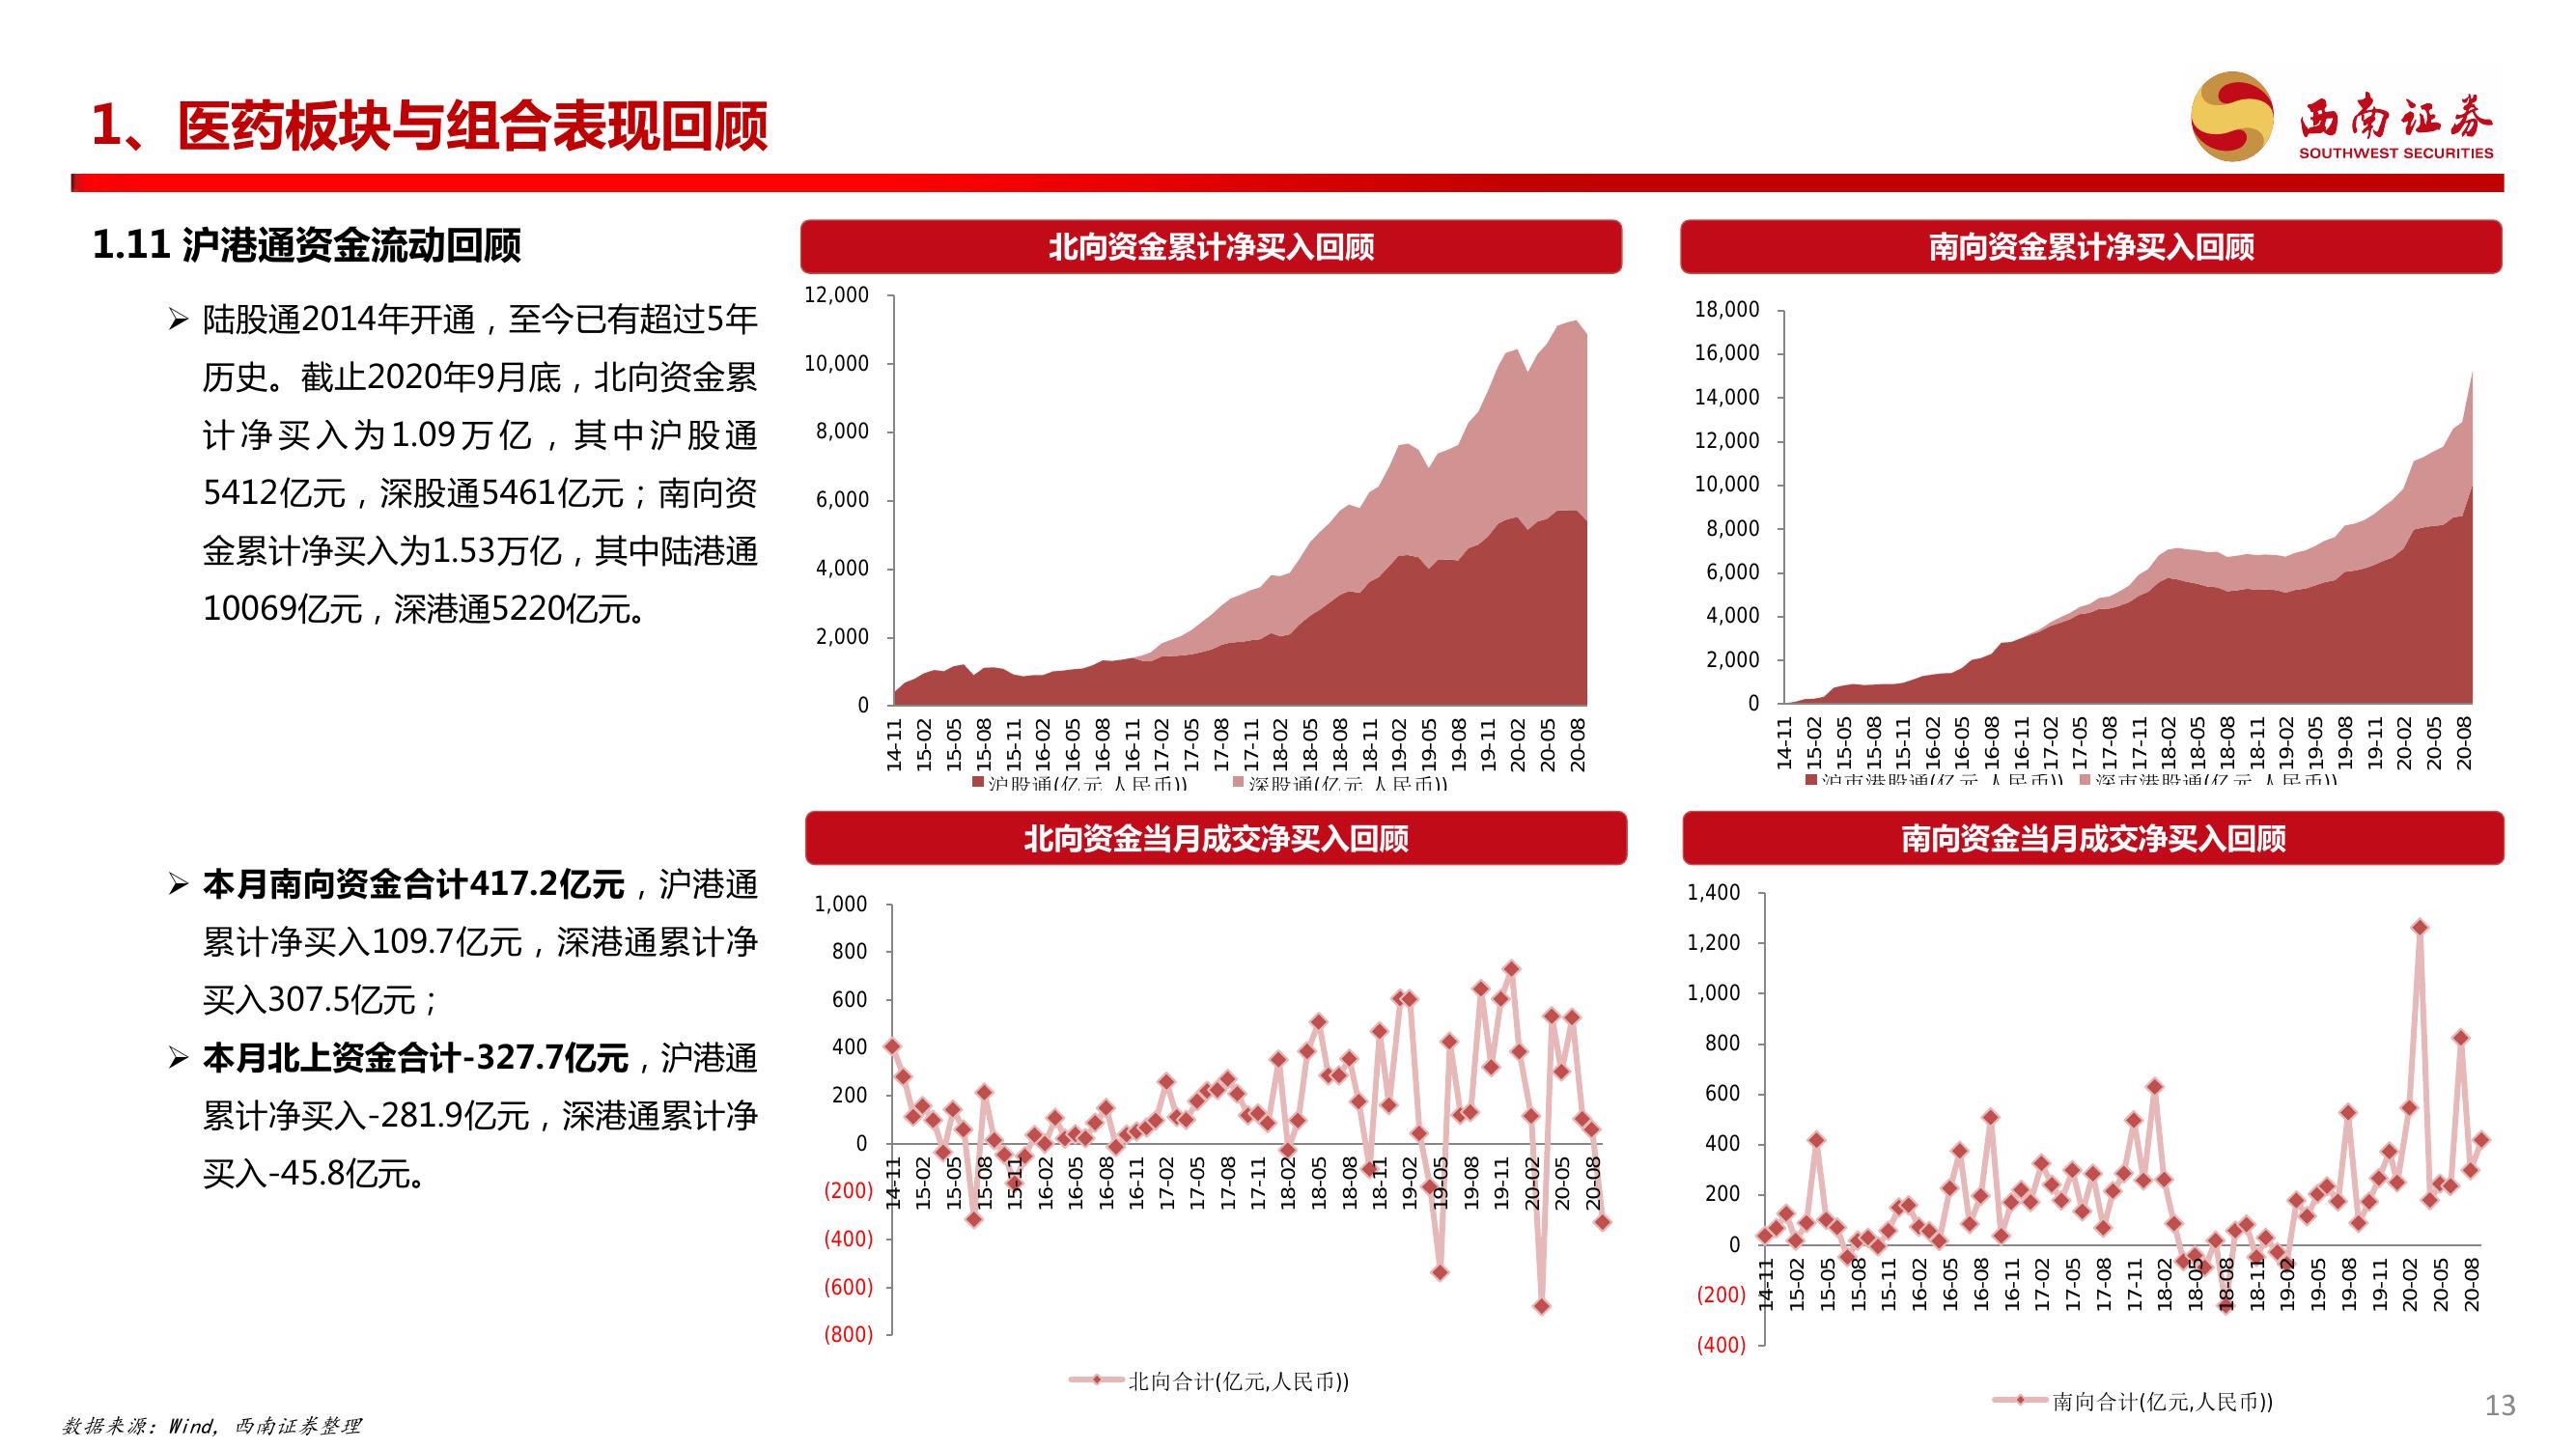 1、医药板块与组合表现回顾
西南证券
SOUTHWEST SECURITIES
1.11 沪港通资金流动回顾
陆股通2014年开通，至今已有超过5年
历史。截止2020年9月底，北向资金累
计净买入为1.09万亿，其中沪股通
5412亿元，深股通5461亿元；南向资
金累计净买入为1.53万亿，其中陆港通
10069亿元，深港通5220亿元。
本月南向资金合计417.2亿元，沪港通
累计净买入109.7亿元，深港通累计净
买入307.5亿元；
本月北上资金合计-327.7亿元，沪港通
累计净买入-281.9亿元，深港通累计净
买入-45.8亿元。
北向资金累计净买入回顾
12,000
10,000
8,000
6,000
4,000
2,000
0
14-11 15-02 15-05 15-08 15-11 16-02 16-05 16-08 16-11 17-02 17-05 17-08 17-11 18-02 18-05 18-08 18-11 19-02 19-05 19-08 19-11 20-02 20-05 20-08
沪股通(亿元,人民币)) 深股通(亿元,人民币))
南向资金累计净买入回顾
18,000
16,000
14,000
12,000
10,000
8,000
6,000
4,000
2,000
0
14-11 15-02 15-05 15-08 15-11 16-02 16-05 16-08 16-11 17-02 17-05 17-08 17-11 18-02 18-05 18-08 18-11 19-02 19-05 19-08 19-11 20-02 20-05 20-08
沪市港股通(亿元,人民币)) 深市港股通(亿元,人民币))
北向资金当月成交净买入回顾
1,000
800
600
400
200
0
(200)
(400)
(600)
(800)
14-11 15-02 15-05 15-08 15-11 16-02 16-05 16-08 16-11 17-02 17-05 17-08 17-11 18-02 18-05 18-08 18-11 19-02 19-05 19-08 19-11 20-02 20-05 20-08
北向合计(亿元,人民币))
南向资金当月成交净买入回顾
1,400
1,200
1,000
800
600
400
200
0
(200)
(400)
14-11 15-02 15-05 15-08 15-11 16-02 16-05 16-08 16-11 17-02 17-05 17-08 17-11 18-02 18-05 18-08 18-11 19-02 19-05 19-08 19-11 20-02 20-05 20-08
南向合计(亿元,人民币))
数据来源：Wind，西南证券整理
13